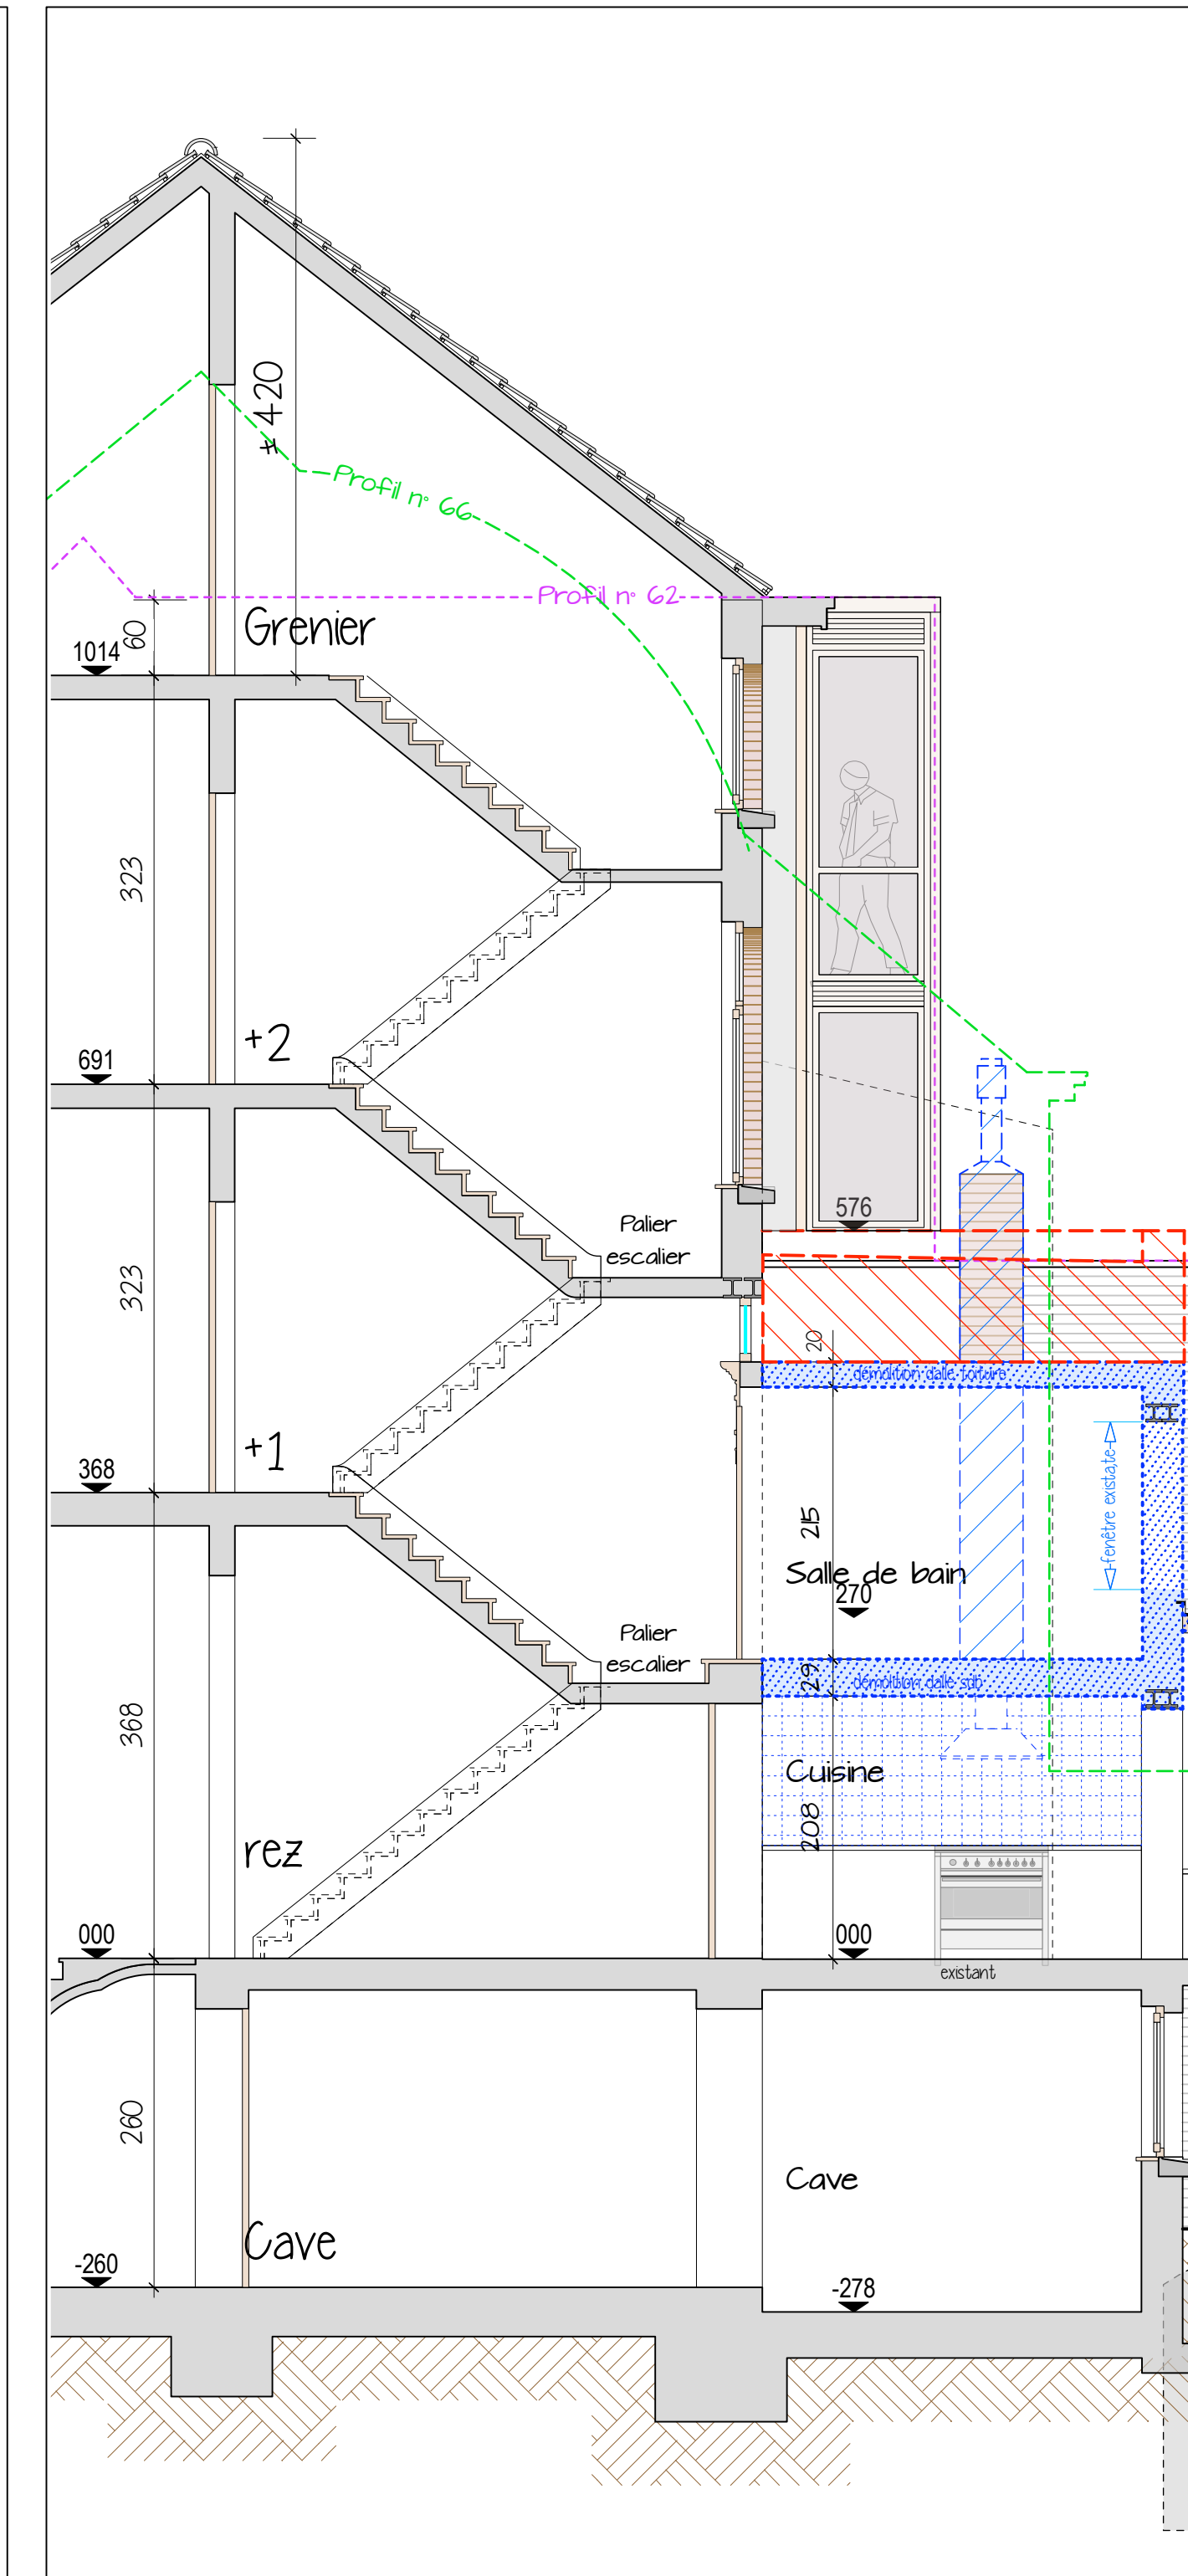 ± 420
Profil n° 66
Profil n° 62
60
Grenier
1014
323
+2
691
Palier
escalier
576
323
20
démolition dalle toiture
+1
368
fenêtre exista,te
215
Salle de bain
270
Palier
escalier
29
démolition dalle sdb
368
Cuisine
208
rez
000
000
existant
260
Cave
Cave
-260
-278